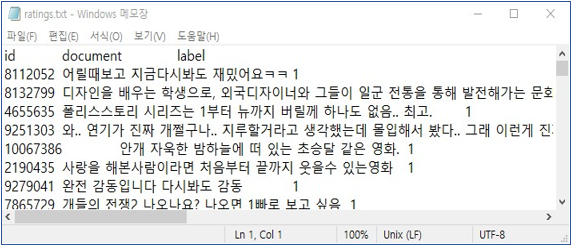 ratings.txt - Windows 메모장
파일(F) 편집(E) 서식(O) 보기(V) 도움말(H)
id document label
8112052 어릴때보고 지금다시봐도 재밌어요ㅋㅋ 1
8132799 디자인을 배우는 학생으로, 외국디자이너와 그들이 일군 전통을 통해 발전해가는 문화
4655635 폴리스스토리 시리즈는 1부터 뉴까지 버릴께 하나도 없음.. 최고. 1
9251303 와.. 연기가 진짜 개쩔구나.. 지루할거라고 생각했는데 몰입해서 봤다.. 그래 이런게 진
10067386 안개 자욱한 밤하늘에 떠 있는 초승달 같은 영화. 1
2190435 사랑을 해본사람이라면 처음부터 끝까지 웃을수 있는영화 1
9279041 완전 감동입니다 다시봐도 감동 1
7865729 개들의 전쟁2 나오나요? 나오면 1빠로 보고 싶음 1
Ln 1, Col 1 100% Unix (LF) UTF-8